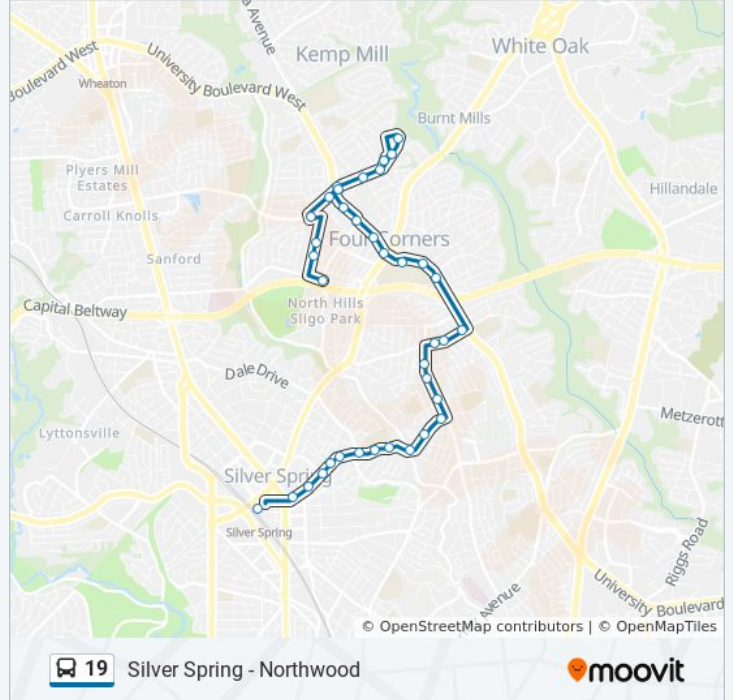 a Avenue
Kemp Mill
White Oak
Boulevard West
University Boulevard West
Wheaton
Burnt Mills
Plyers Mill
Estates
Hillandale
Carroll Knolls
Four Corners
Sanford
Capital Beltway
North Hills
Sligo Park
Dale Drive
Metzerott
Lyttonsville
Silver Spring
Silver Spring
Riggs Road
Avenue
University Boulevard
© OpenStreetMap contributors | © OpenMapTiles
19 Silver Spring - Northwood
moovit